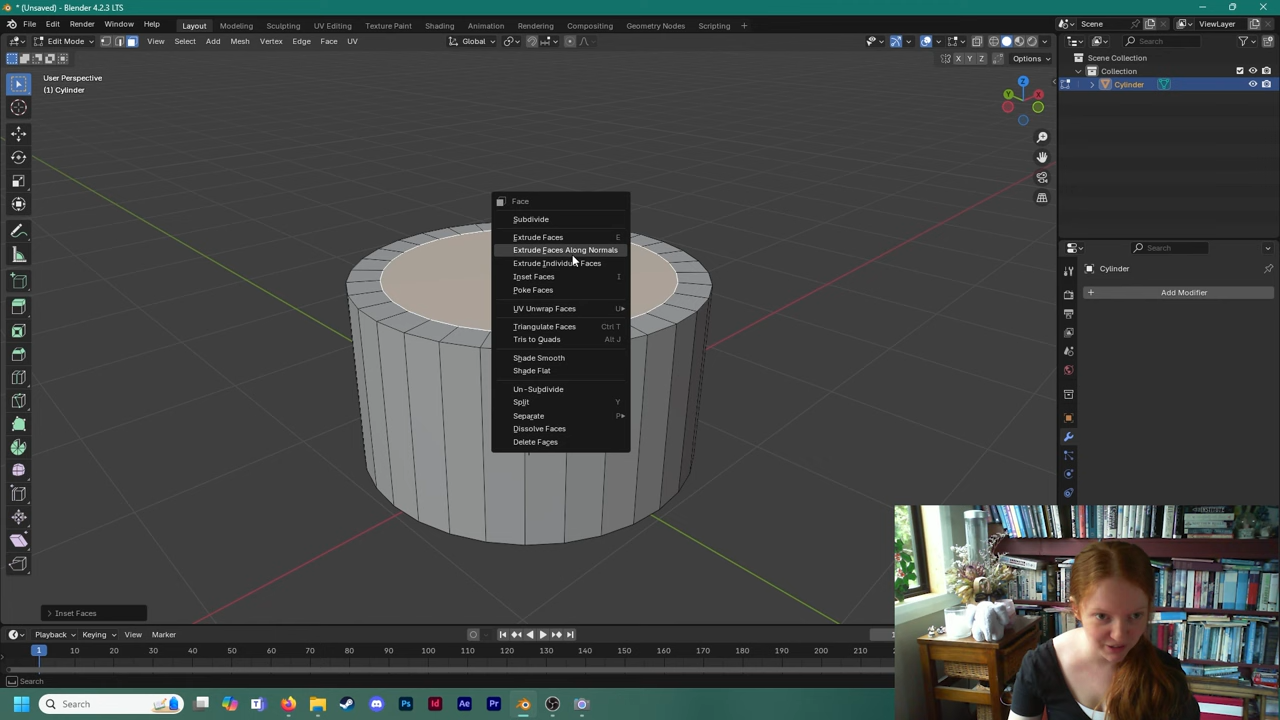 * (Unsaved) - Blender 4.2.3 LTS
File Edit Render Window Help Layout Modeling Sculpting UV Editing Texture Paint Shading Animation Rendering Compositing Geometry Nodes Scripting + Scene ViewLayer
Edit Mode View Select Add Mesh Vertex Edge Face UV Global Search
X Y Z Options
Scene Collection
Collection
Cylinder
User Perspective
(1) Cylinder
Z
Y
X
Face
Subdivide
Extrude Faces E
Extrude Faces Along Normals
Extrude Individual Faces
Inset Faces I
Poke Faces
UV Unwrap Faces U
Triangulate Faces Ctrl T
Tris to Quads Alt J
Shade Smooth
Shade Flat
Un-Subdivide
Split Y
Separate P
Dissolve Faces
Delete Faces
Search
Cylinder
+ Add Modifier
Inset Faces
Playback Keying View Marker
1 10 20 30 40 50 60 70 80 90 100 110 120 130 140 150 160 170 180 190 200 210
Search
Search